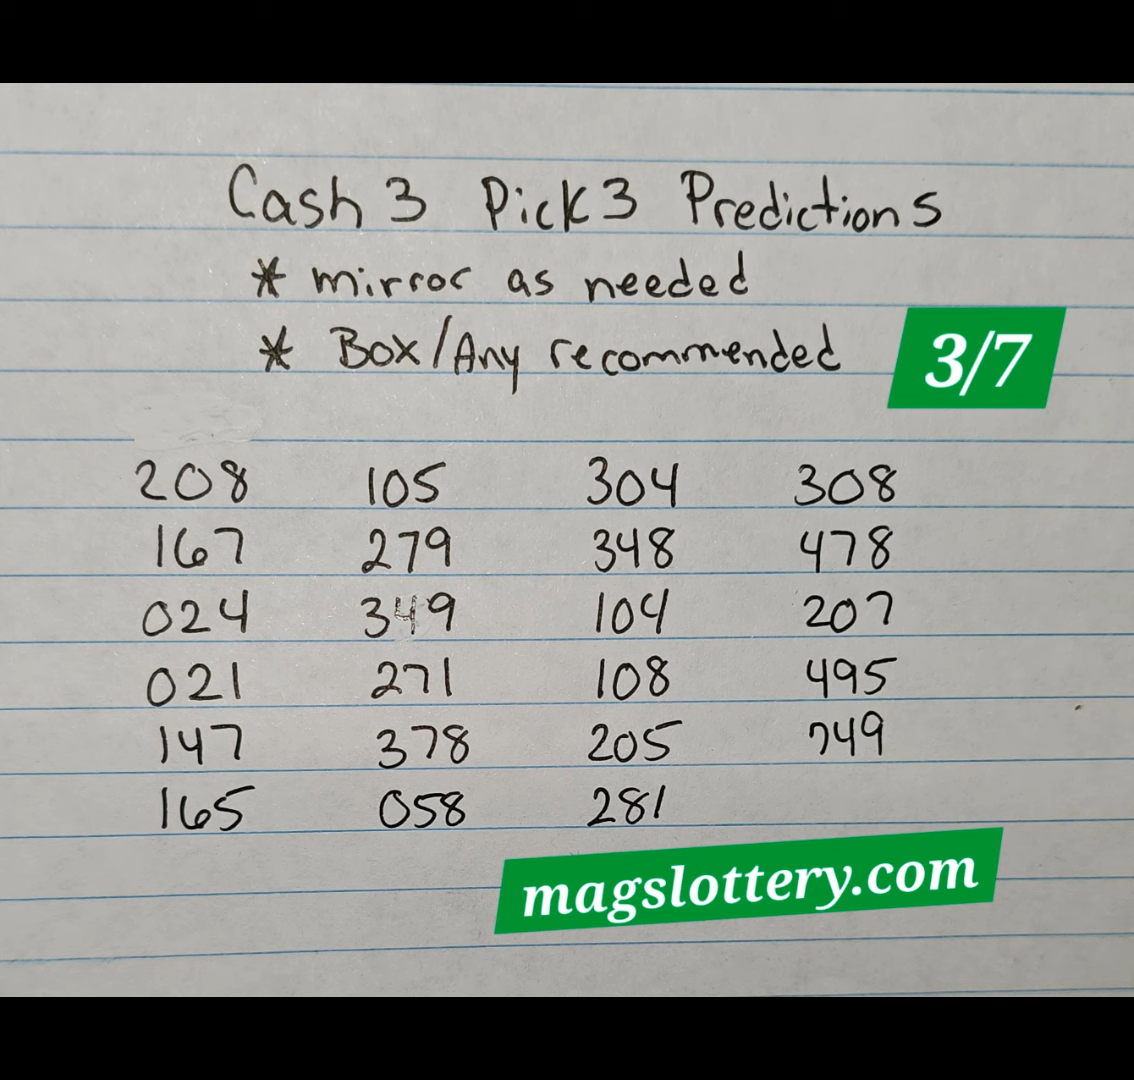 Cash 3 Pick 3 Predictions
* mirror as needed
* Box/Any recommended
3/7
208 105 304 308
167 279 348 478
024 349 104 207
021 271 108 495
147 378 205 749
165 058 281
magslottery.com